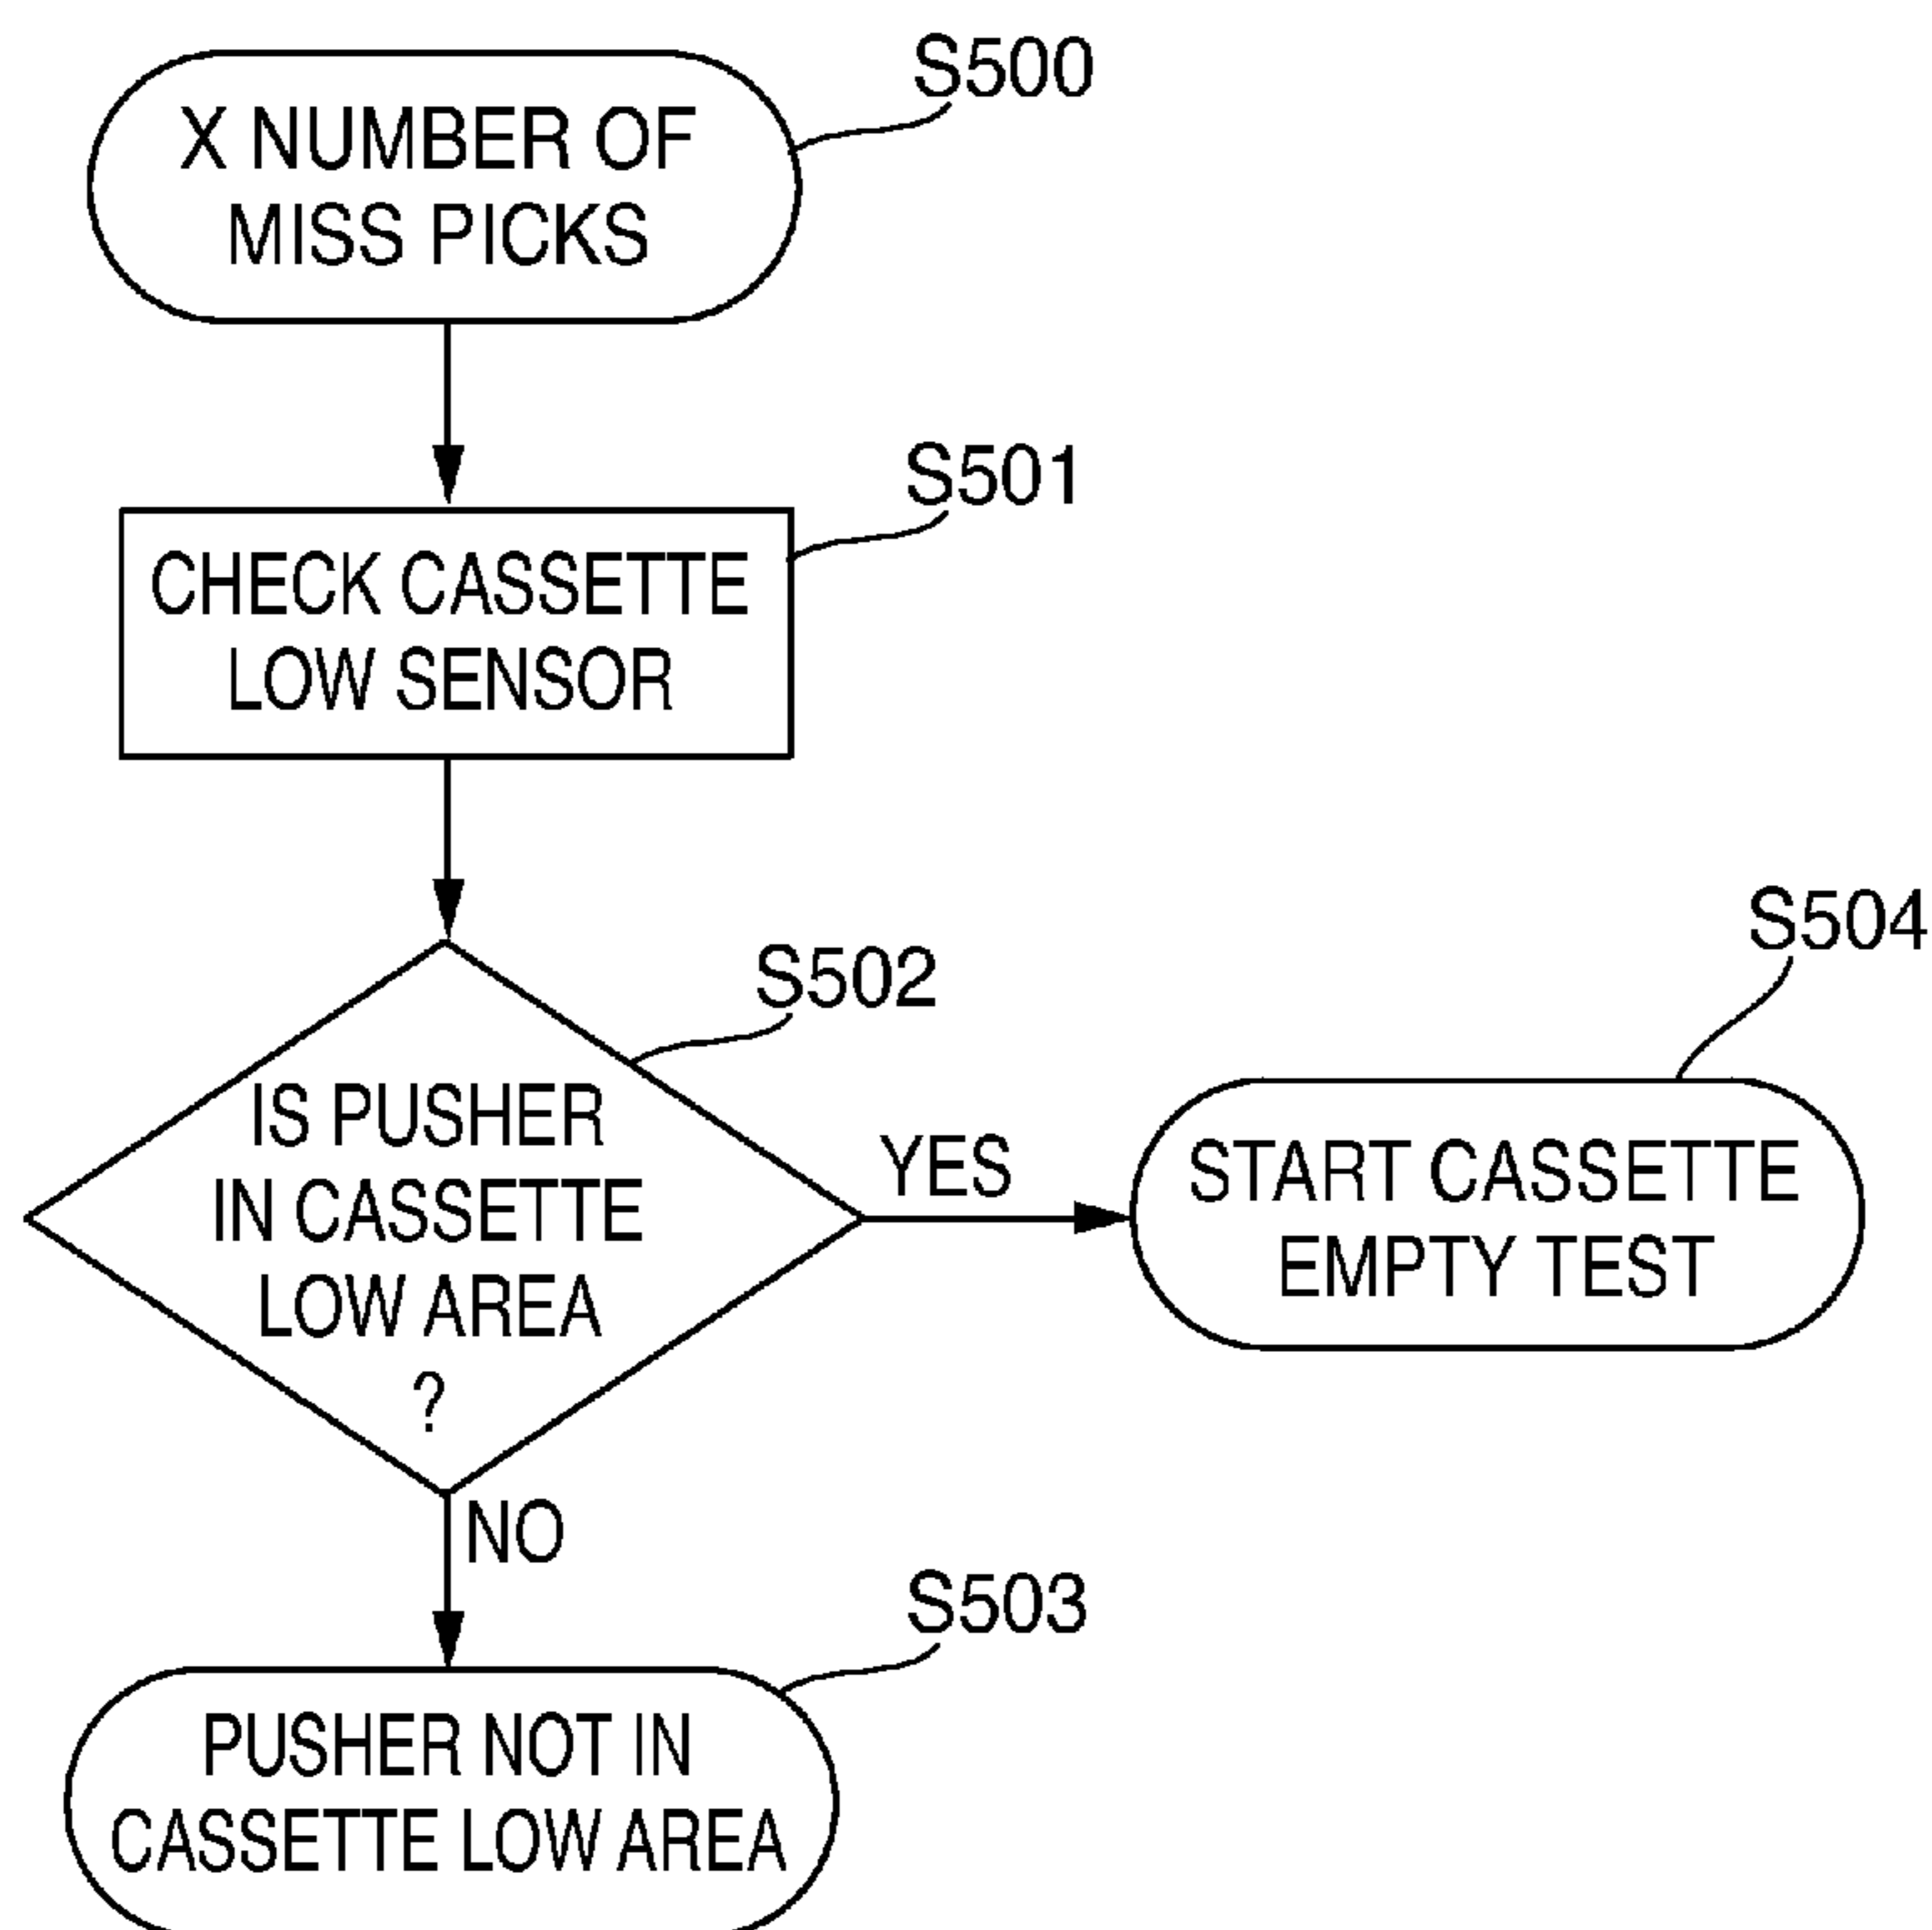 S500
X NUMBER OF
MISS PICKS
S501
CHECK CASSETTE
LOW SENSOR
S502
IS PUSHER
IN CASSETTE
LOW AREA
?
YES
S504
START CASSETTE
EMPTY TEST
NO
S503
PUSHER NOT IN
CASSETTE LOW AREA